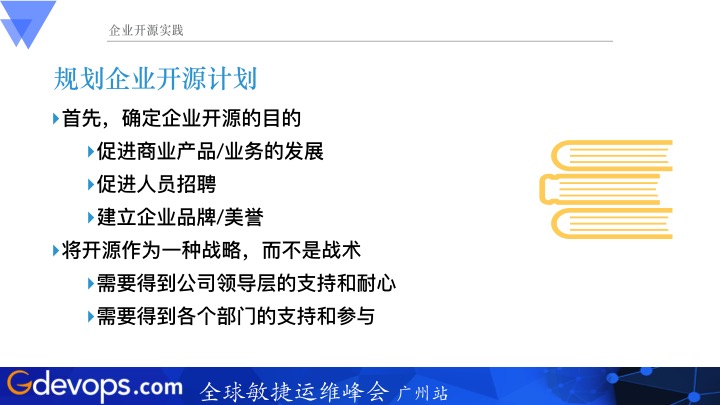 企业开源实践
规划企业开源计划
首先，确定企业开源的目的
促进商业产品/业务的发展
促进人员招聘
建立企业品牌/美誉
将开源作为一种战略，而不是战术
需要得到公司领导层的支持和耐心
需要得到各个部门的支持和参与
Gdevops.com 全球敏捷运维峰会 广州站